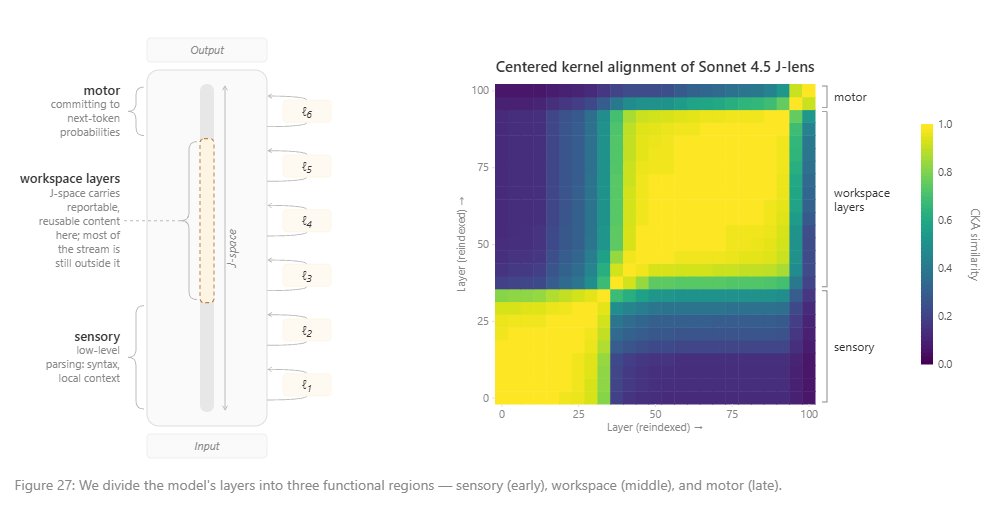 Output
motor
committing to
next-token
probabilities
workspace layers
J-space carries
reportable,
reusable content
here; most of
the stream is
still outside it
sensory
low-level
parsing: syntax,
local context
J-space
ℓ6
ℓ5
ℓ4
ℓ3
ℓ2
ℓ1
Input
Centered kernel alignment of Sonnet 4.5 J-lens
100
75
50
25
0
Layer (reindexed) →
0 25 50 75 100
Layer (reindexed) →
motor
workspace
layers
sensory
1.0
0.8
0.6
0.4
0.2
0.0
CKA similarity
Figure 27: We divide the model's layers into three functional regions — sensory (early), workspace (middle), and motor (late).